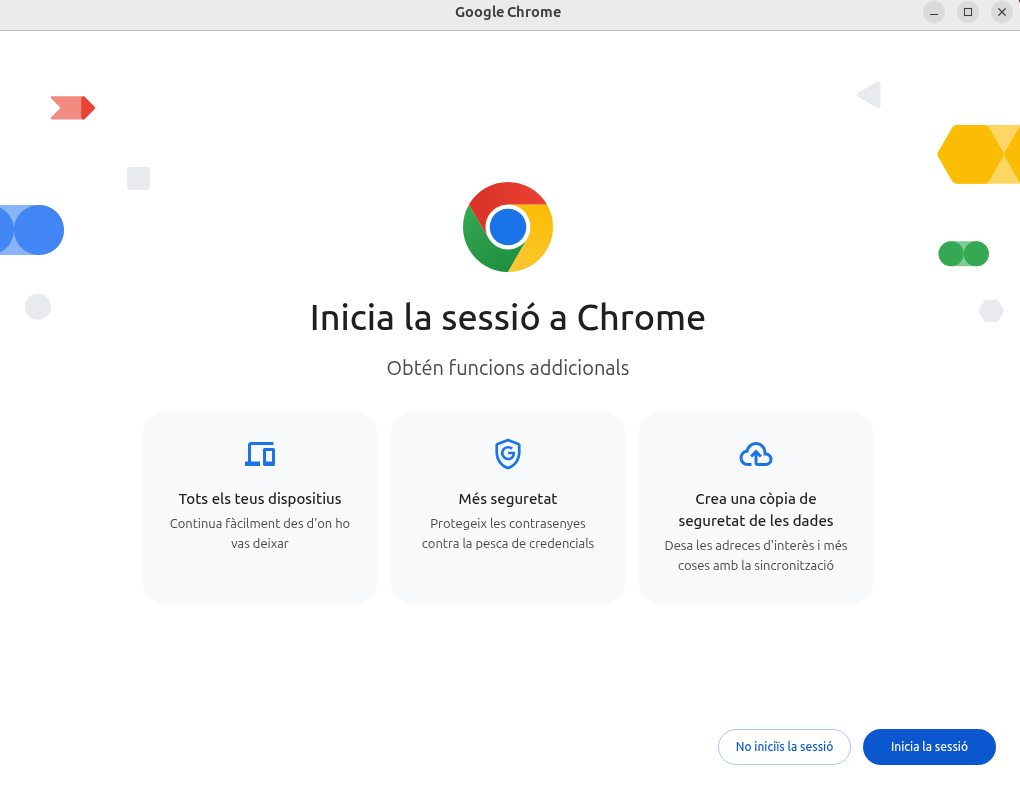 Google Chrome
Inicia la sessió a Chrome
Obtén funcions addicionals
Tots els teus dispositius
Continua fàcilment des d'on ho
vas deixar
Més seguretat
Protegeix les contrasenyes
contra la pesca de credencials
Crea una còpia de
seguretat de les dades
Desa les adreces d'interès i més
coses amb la sincronització
No iniciïs la sessió
Inicia la sessió